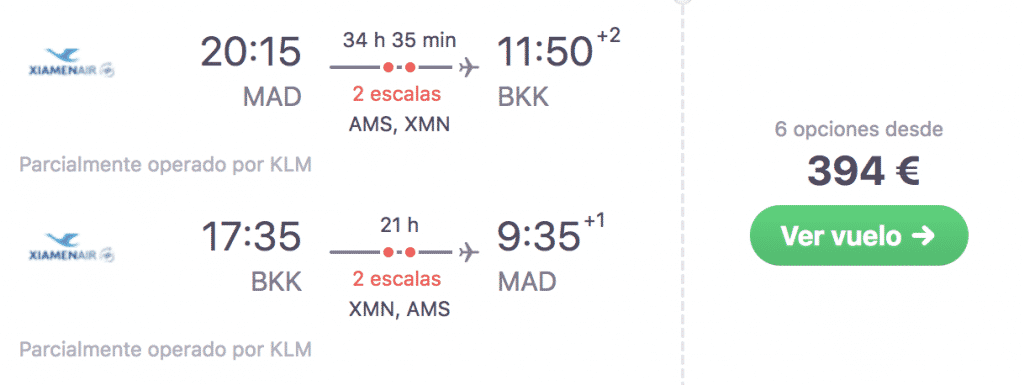 20:15
34 h 35 min
11:50 +2
XIAMENAIR
MAD
2 escalas
BKK
AMS, XMN
Parcialmente operado por KLM
17:35
21 h
9:35 +1
XIAMENAIR
BKK
2 escalas
MAD
XMN, AMS
Parcialmente operado por KLM
6 opciones desde
394 €
Ver vuelo →